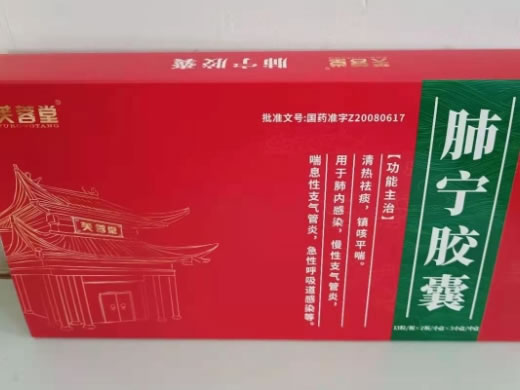 芙蓉堂
肺宁胶囊
芙蓉堂®
FURONGTANG
批准文号:国药准字Z20080617
芙蓉堂
肺宁胶囊
【功能主治】
清热祛痰,镇咳平喘。
用于肺内感染,慢性支气管炎,
喘息性支气管炎,急性呼吸道感染等。